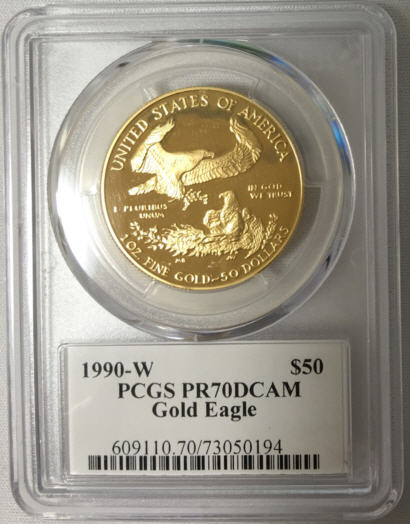 UNITED STATES OF AMERICA
IN GOD
WE TRUST
E PLURIBUS
UNUM
1 OZ. FINE GOLD~50 DOLLARS
1990-W $50
PCGS PR70DCAM
Gold Eagle
609110.70/73050194